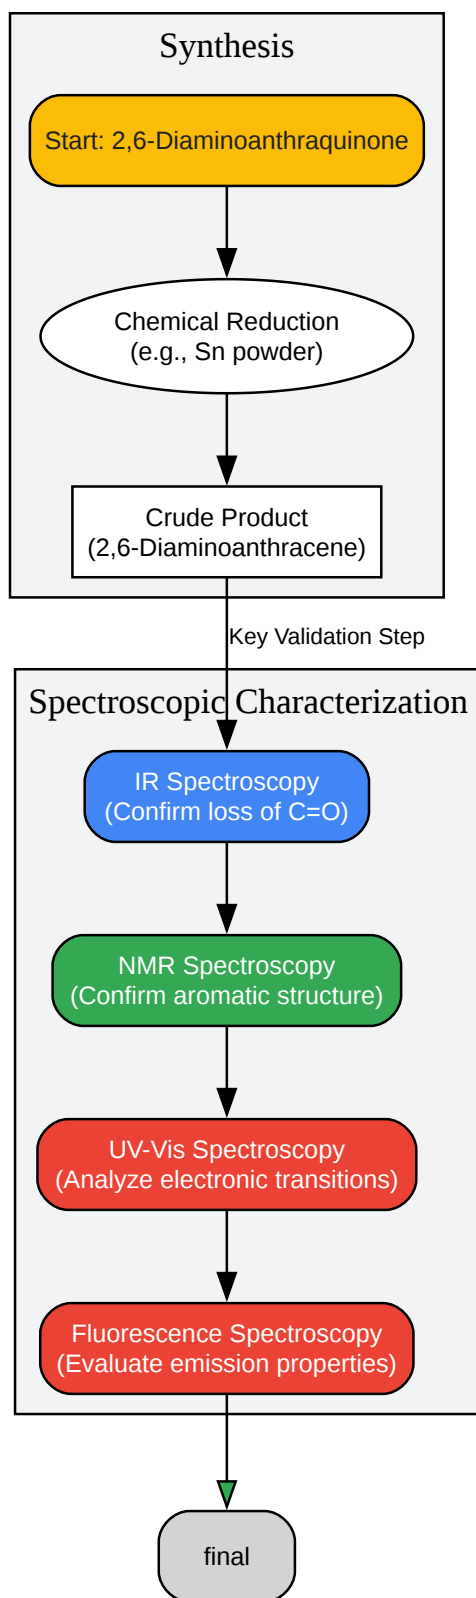 Synthesis
Start: 2,6-Diaminoanthraquinone
Chemical Reduction
(e.g., Sn powder)
Crude Product
(2,6-Diaminoanthracene)
Key Validation Step
Spectroscopic Characterization
IR Spectroscopy
(Confirm loss of C=O)
NMR Spectroscopy
(Confirm aromatic structure)
UV-Vis Spectroscopy
(Analyze electronic transitions)
Fluorescence Spectroscopy
(Evaluate emission properties)
final